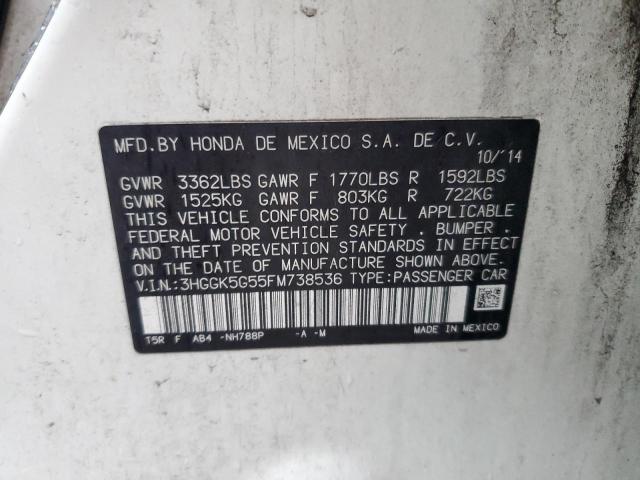 MFD.BY HONDA DE MEXICO S.A. DE C.V.
10/'14
GVWR 3362LBS GAWR F 1770LBS R 1592LBS
GVWR 1525KG GAWR F 803KG R 722KG
THIS VEHICLE CONFORMS TO ALL APPLICABLE
FEDERAL MOTOR VEHICLE SAFETY . BUMPER .
AND THEFT PREVENTION STANDARDS IN EFFECT
ON THE DATE OF MANUFACTURE SHOWN ABOVE.
V.I.N.:3HGGK5G55FM738536 TYPE:PASSENGER CAR
T5R F AB4 -NH788P -A -M
MADE IN MEXICO